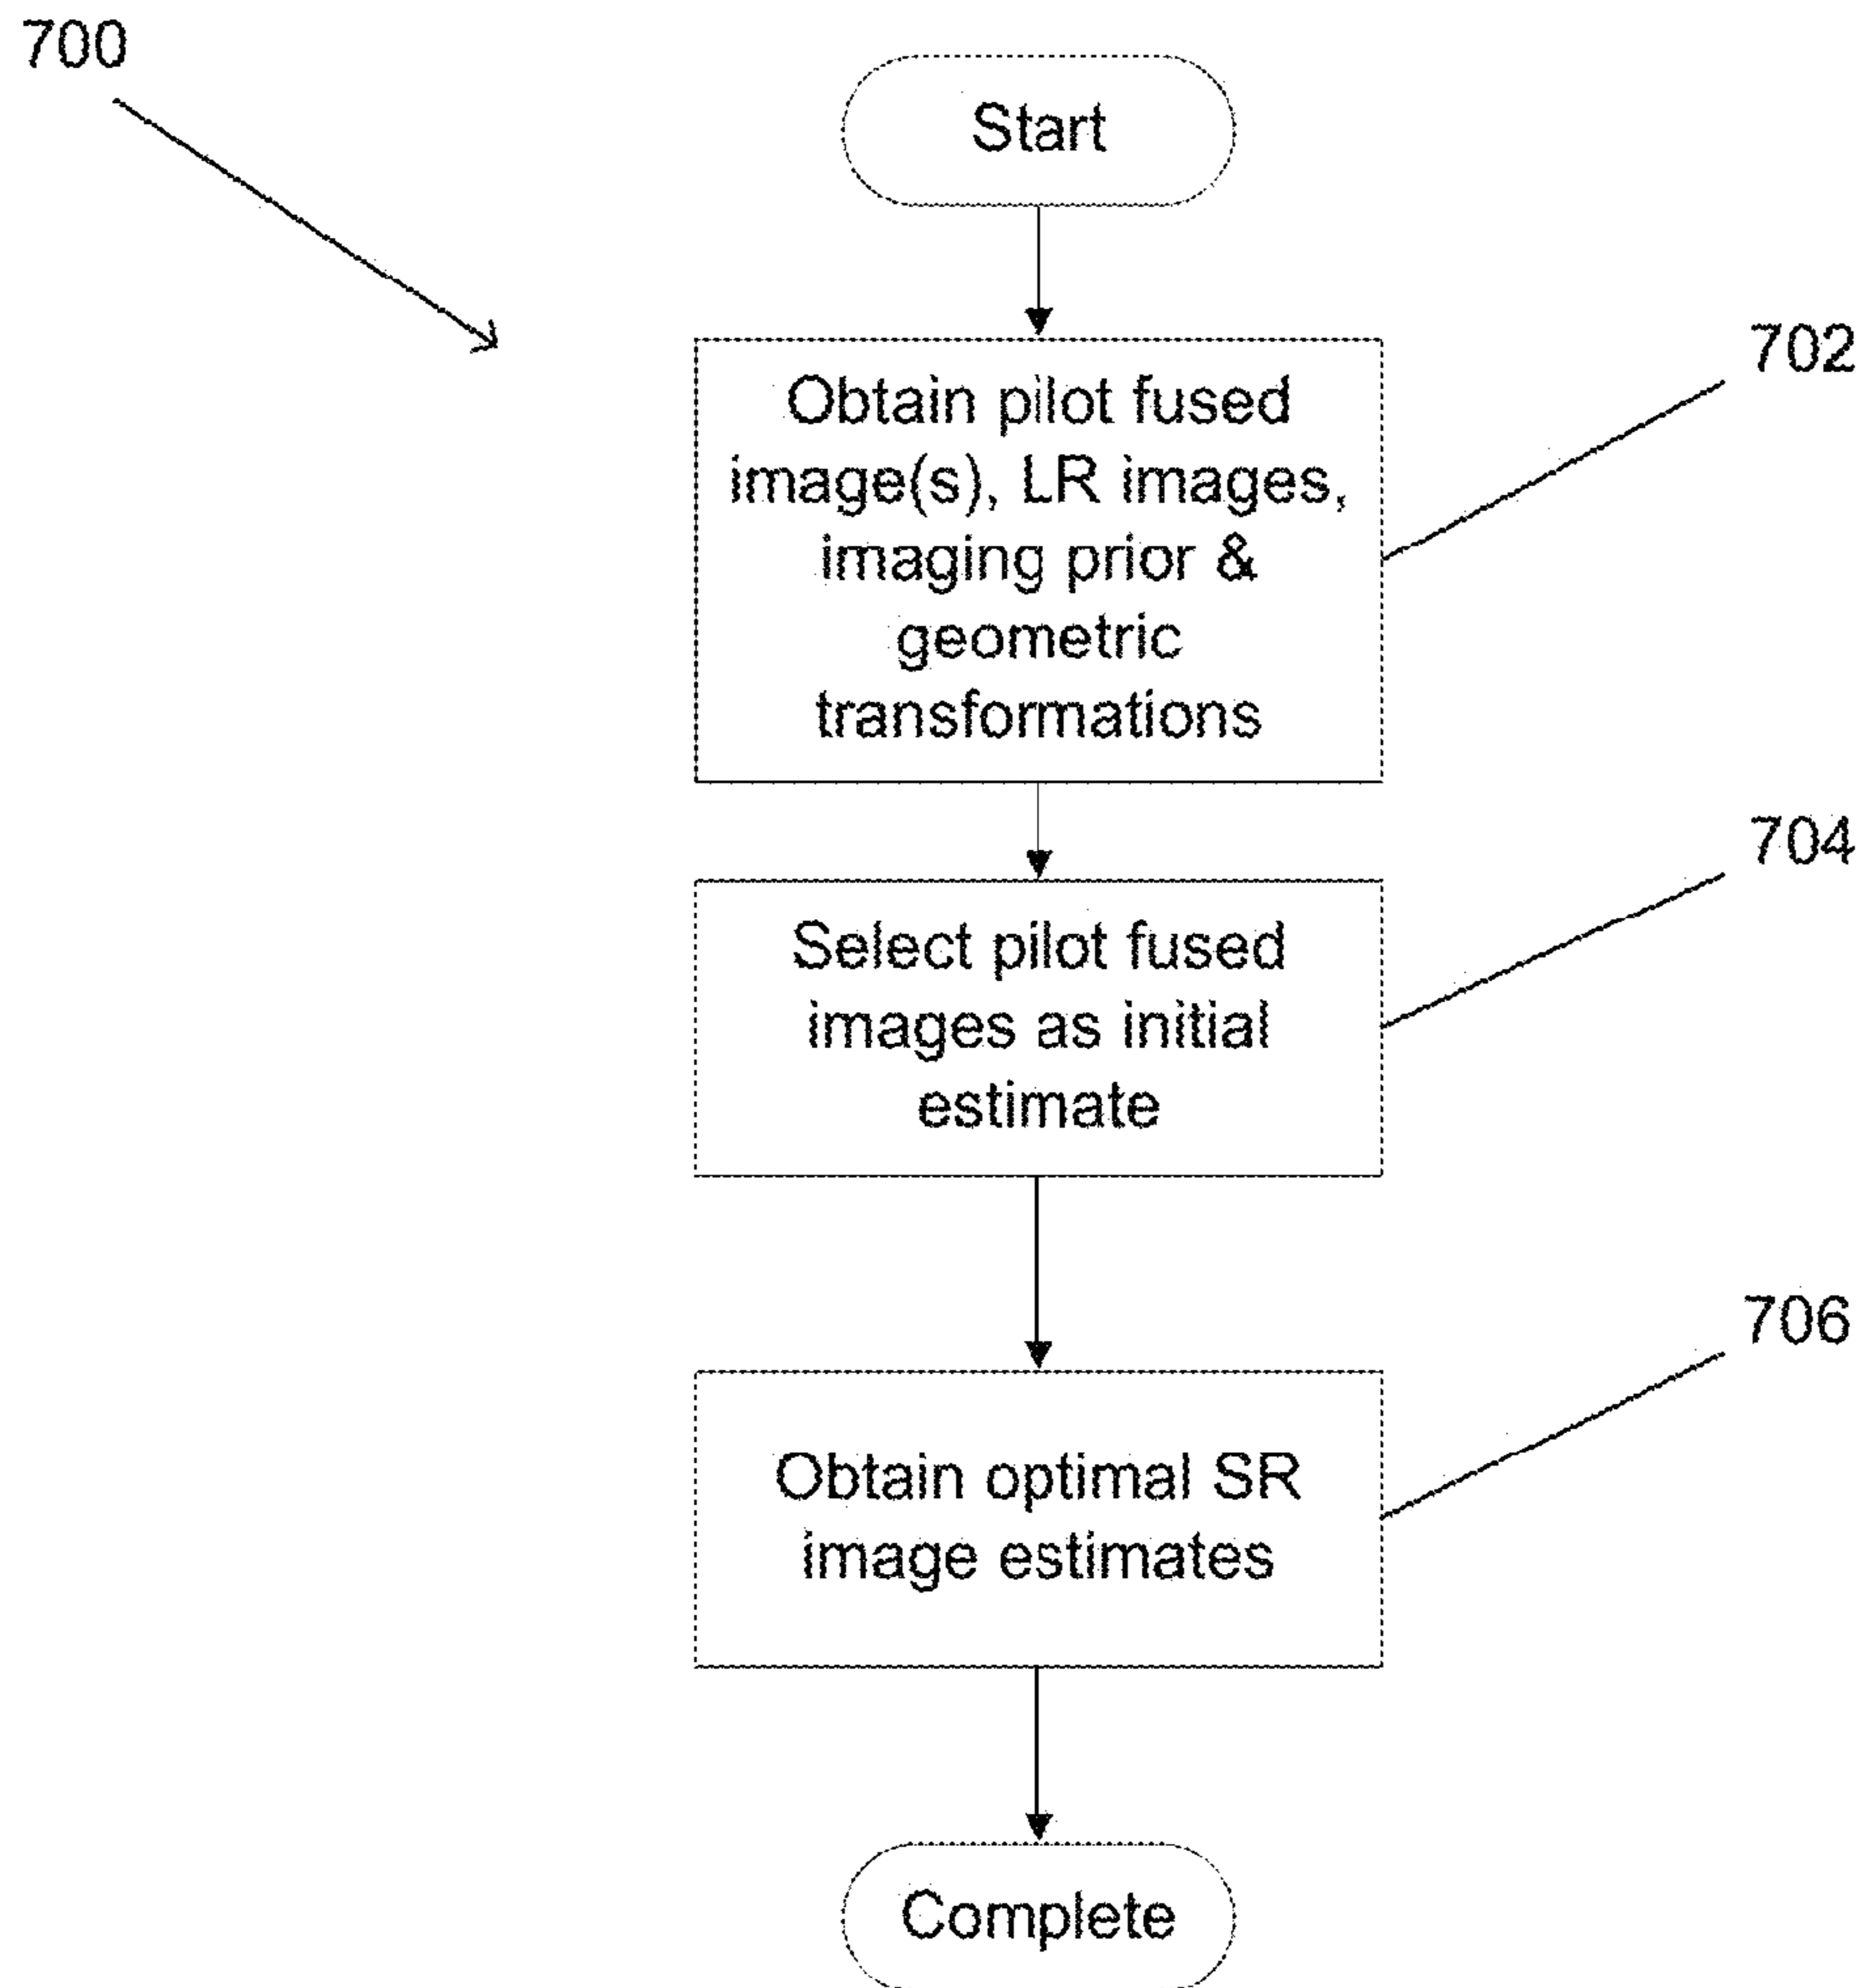 700
Start
702
Obtain pilot fused
image(s), LR images,
imaging prior &
geometric
transformations
704
Select pilot fused
images as initial
estimate
706
Obtain optimal SR
image estimates
Complete